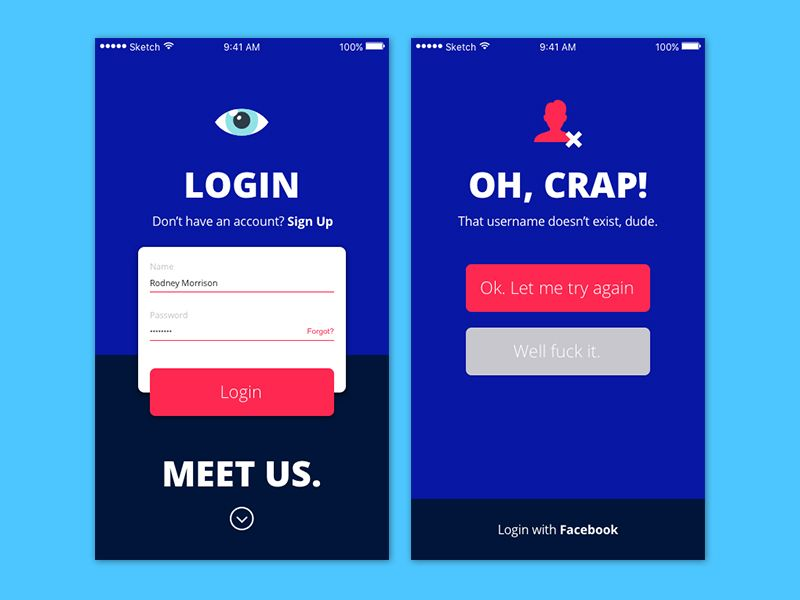 Sketch 9:41 AM 100%
LOGIN
Don't have an account? Sign Up
Name
Rodney Morrison
Password
•••••••• Forgot?
Login
MEET US.
Sketch 9:41 AM 100%
OH, CRAP!
That username doesn't exist, dude.
Ok. Let me try again
Well fuck it.
Login with Facebook